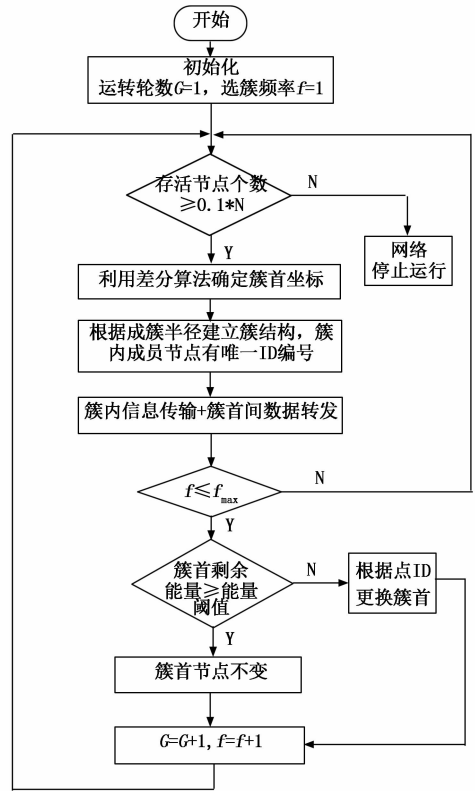 开始
初始化
运转轮数G=1，选簇频率f=1
存活节点个数
≥0.1*N
N
网络
停止运行
Y
利用差分算法确定簇首坐标
根据成簇半径建立簇结构，簇
内成员节点有唯一ID编号
簇内信息传输+簇首间数据转发
f≤fmax
N
Y
簇首剩余
能量≥能量
阈值
N
根据点ID
更换簇首
Y
簇首节点不变
G=G+1,f=f+1